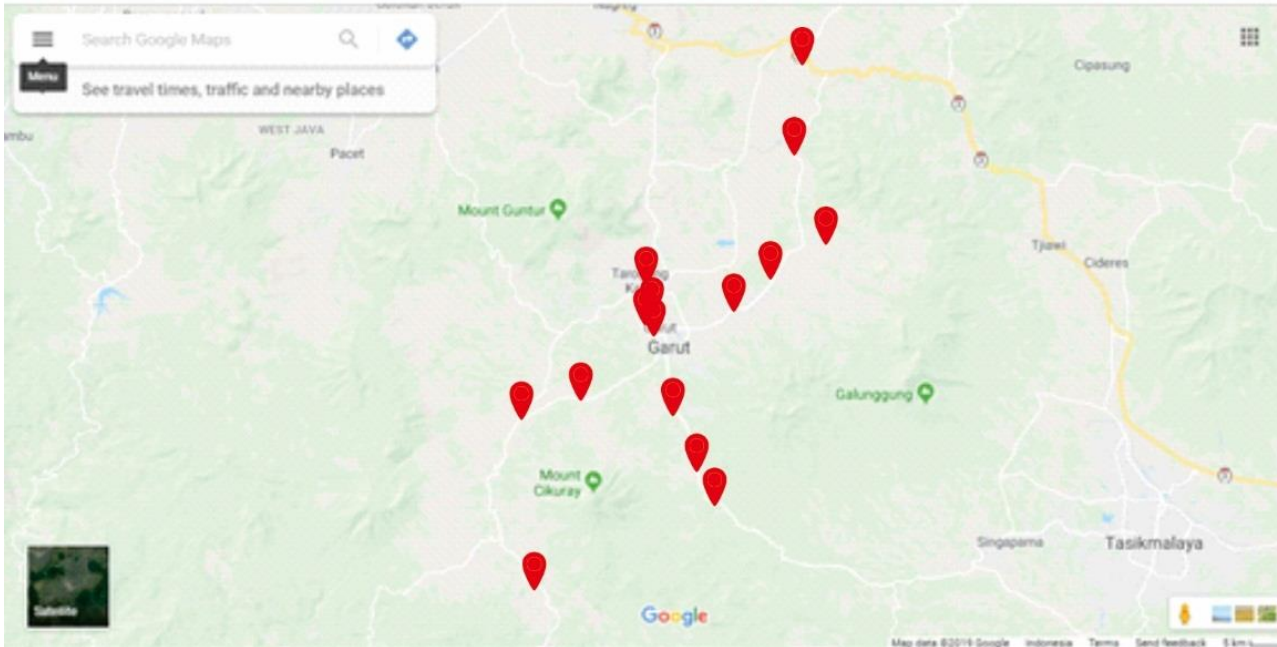 Nagreg
Search Google Maps
Menu
See travel times, traffic and nearby places
WEST JAVA
Pacet
Cipasung
Mount Guntur
Tjiawi
Cideres
Garut
Galunggung
Mount
Cikuray
Singaparna
Tasikmalaya
Satellite
Google
Map data ©2019 Google Indonesia Terms Send feedback 5 km